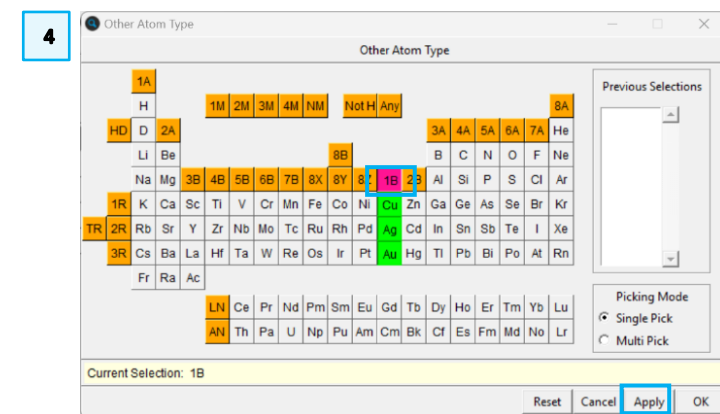 4
Other Atom Type
Other Atom Type
1A
Previous Selections
H 1M 2M 3M 4M NM Not H Any 8A
HD D 2A 3A 4A 5A 6A 7A He
Li Be 8B B C N O F Ne
Na Mg 3B 4B 5B 6B 7B 8X 8Y 8Z 1B 2B Al Si P S Cl Ar
1R K Ca Sc Ti V Cr Mn Fe Co Ni Cu Zn Ga Ge As Se Br Kr
TR 2R Rb Sr Y Zr Nb Mo Tc Ru Rh Pd Ag Cd In Sn Sb Te I Xe
3R Cs Ba La Hf Ta W Re Os Ir Pt Au Hg Tl Pb Bi Po At Rn
Fr Ra Ac
LN Ce Pr Nd Pm Sm Eu Gd Tb Dy Ho Er Tm Yb Lu
AN Th Pa U Np Pu Am Cm Bk Cf Es Fm Md No Lr
Picking Mode
Single Pick
Multi Pick
Current Selection: 1B
Reset Cancel Apply OK